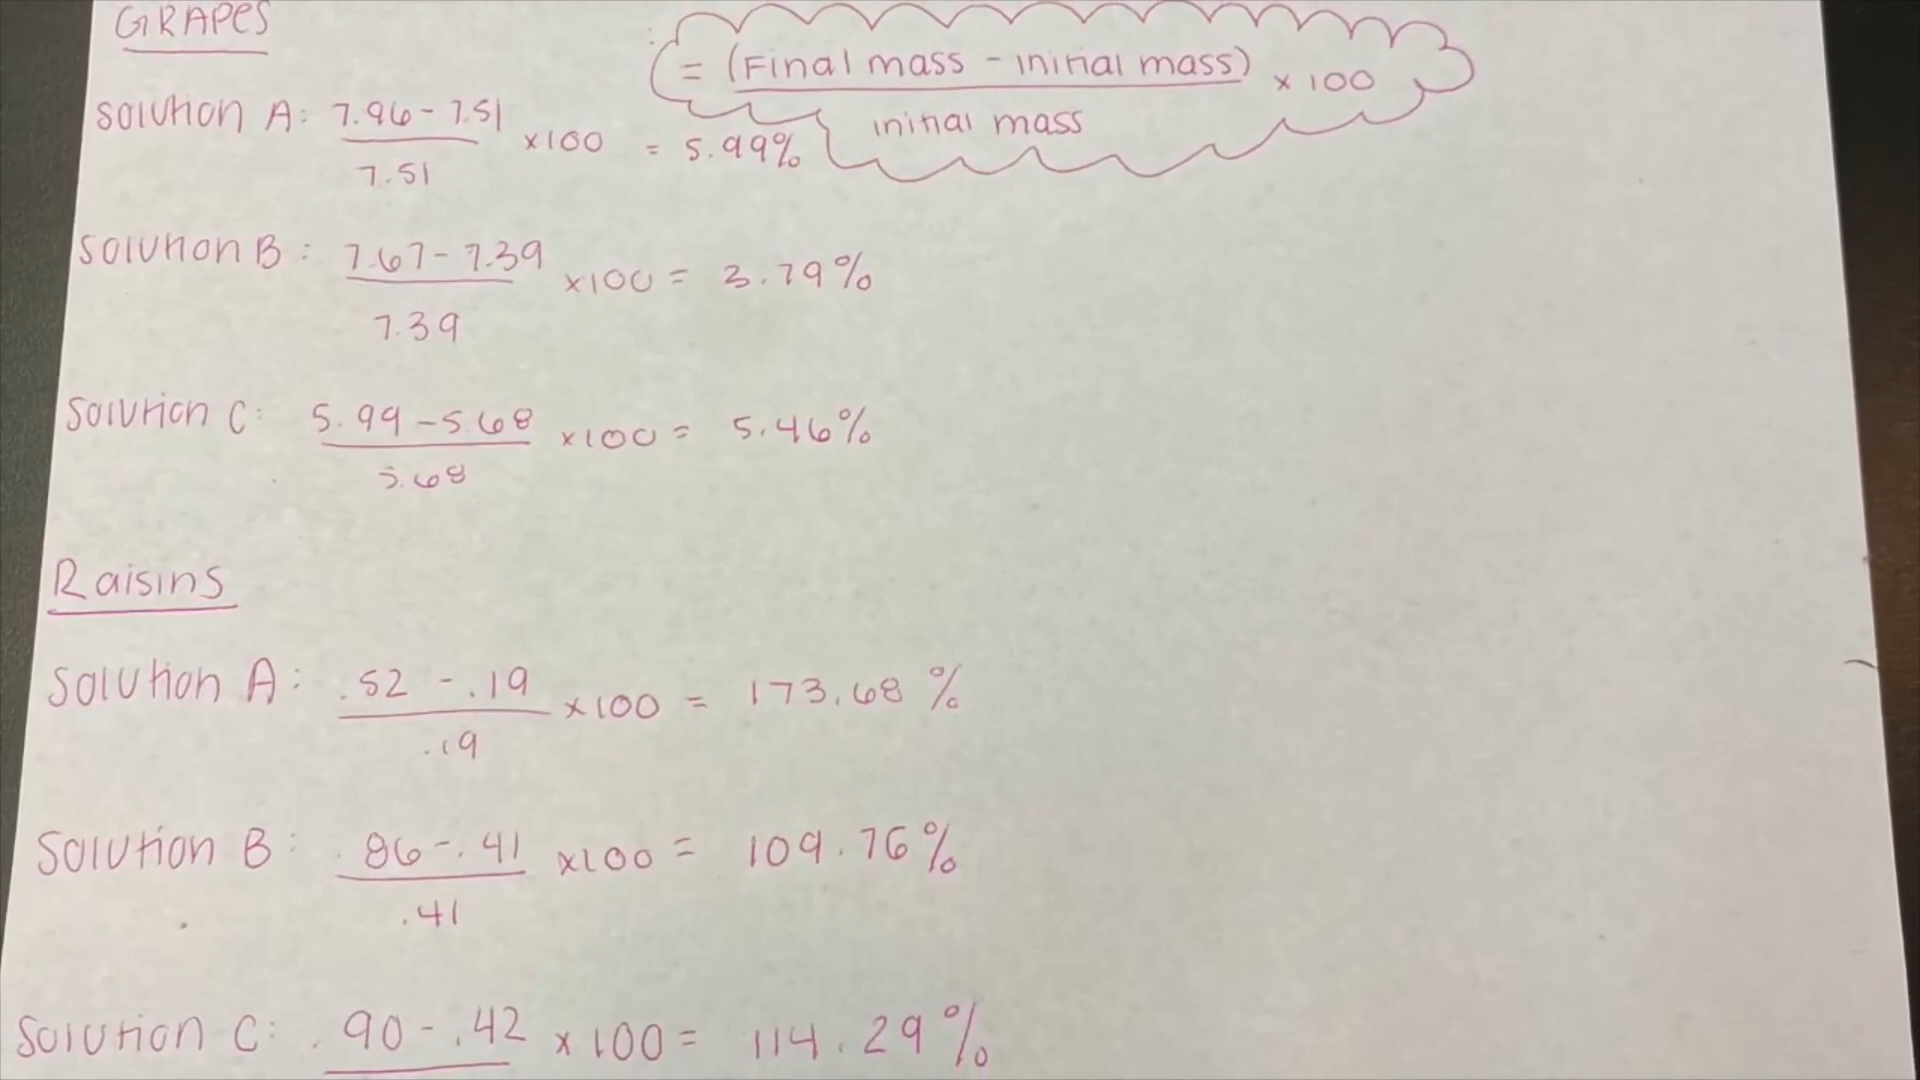 GRAPES
= (Final mass - initial mass) x 100
initial mass
Solution A: 7.96 - 7.51 x100 = 5.99%
7.51
Solution B: 7.67 - 7.39 x100 = 3.79%
7.39
Solution C: 5.99 - 5.68 x100 = 5.46%
5.68
Raisins
Solution A: .52 - .19 x100 = 173.68%
.19
Solution B: .86 - .41 x100 = 109.76%
.41
Solution C: .90 - .42 x100 = 114.29%